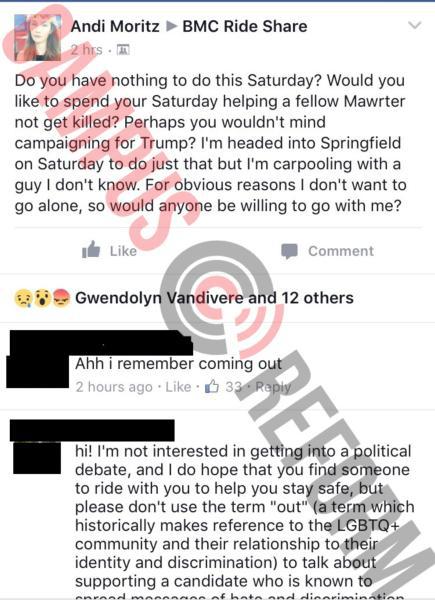 Andi Moritz ▸ BMC Ride Share
2 hrs ·
Do you have nothing to do this Saturday? Would you
like to spend your Saturday helping a fellow Mawrter
not get killed? Perhaps you wouldn't mind
campaigning for Trump? I'm headed into Springfield
on Saturday to do just that but I'm carpooling with a
guy I don't know. For obvious reasons I don't want to
go alone, so would anyone be willing to go with me?
Like
Comment
Gwendolyn Vandivere and 12 others
Ahh i remember coming out
2 hours ago · Like · 33 · Reply
hi! I'm not interested in getting into a political
debate, and I do hope that you find someone
to ride with you to help you stay safe, but
please don't use the term "out" (a term which
historically makes reference to the LGBTQ+
community and their relationship to their
identity and discrimination) to talk about
supporting a candidate who is known to
spread messages of hate and discrimination
CAMPUS
REFORM